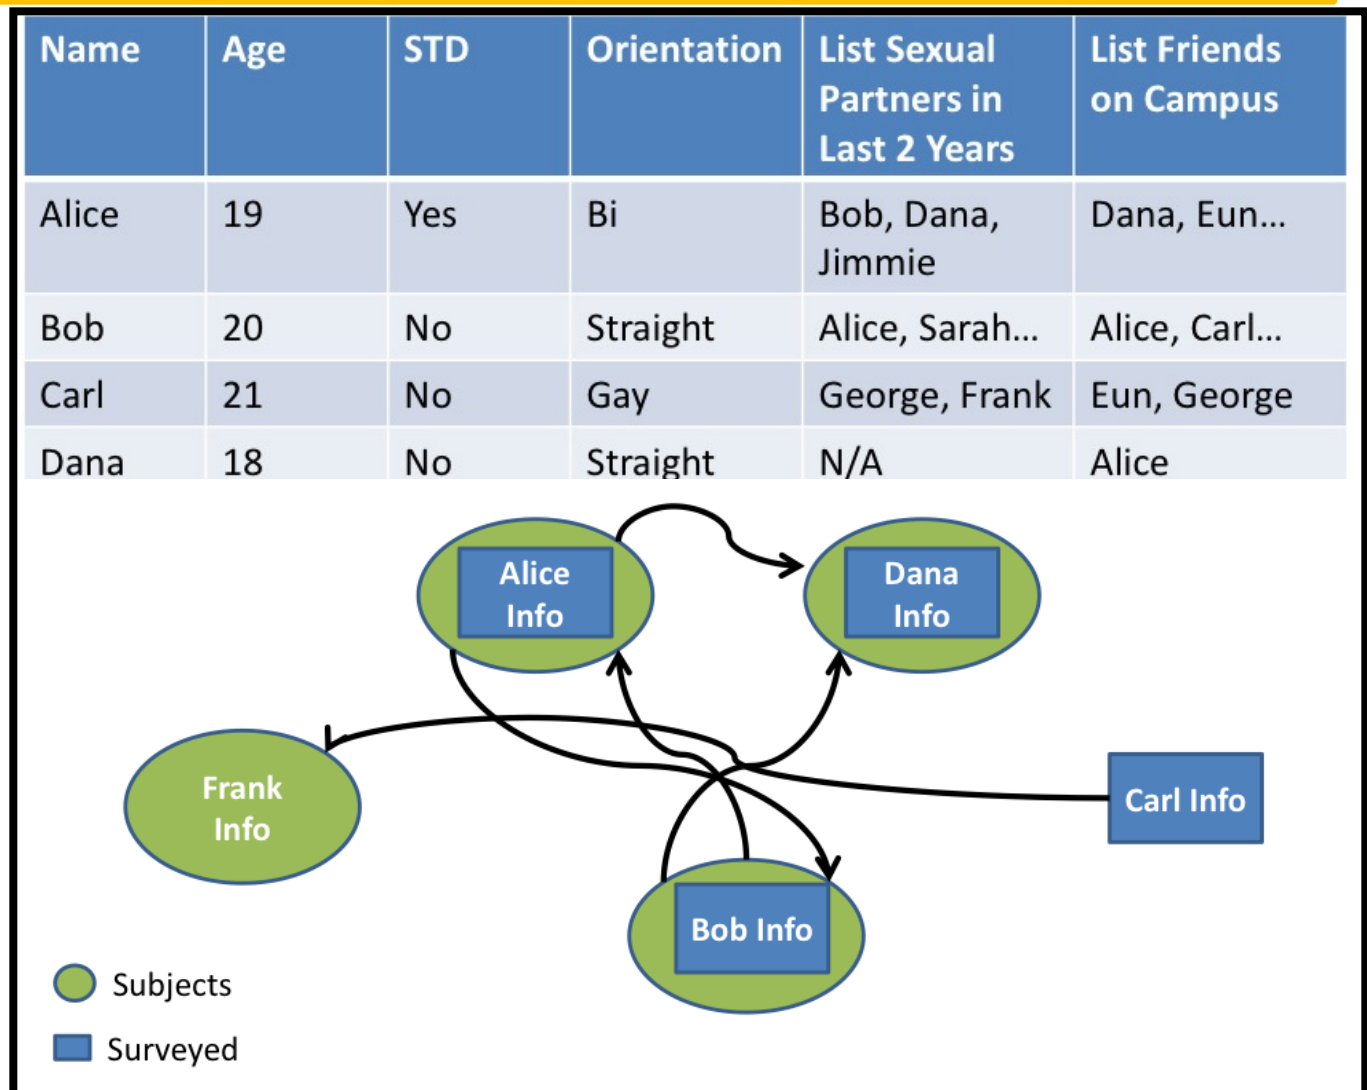 Name Age STD Orientation List Sexual Partners in Last 2 Years List Friends on Campus
Alice 19 Yes Bi Bob, Dana, Jimmie Dana, Eun...
Bob 20 No Straight Alice, Sarah... Alice, Carl...
Carl 21 No Gay George, Frank Eun, George
Dana 18 No Straight N/A Alice
Alice
Info
Dana
Info
Frank
Info
Carl Info
Bob Info
Subjects
Surveyed